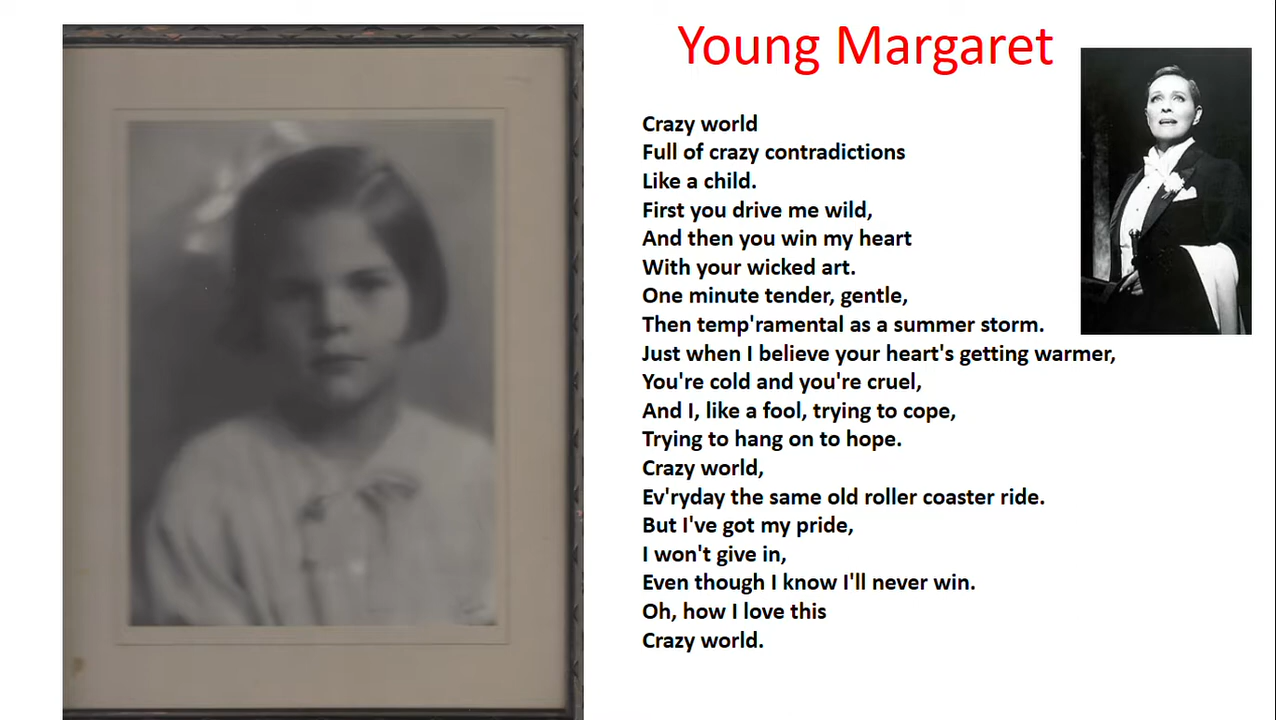 Young Margaret
Crazy world
Full of crazy contradictions
Like a child.
First you drive me wild,
And then you win my heart
With your wicked art.
One minute tender, gentle,
Then temp'ramental as a summer storm.
Just when I believe your heart's getting warmer,
You're cold and you're cruel,
And I, like a fool, trying to cope,
Trying to hang on to hope.
Crazy world,
Ev'ryday the same old roller coaster ride.
But I've got my pride,
I won't give in,
Even though I know I'll never win.
Oh, how I love this
Crazy world.